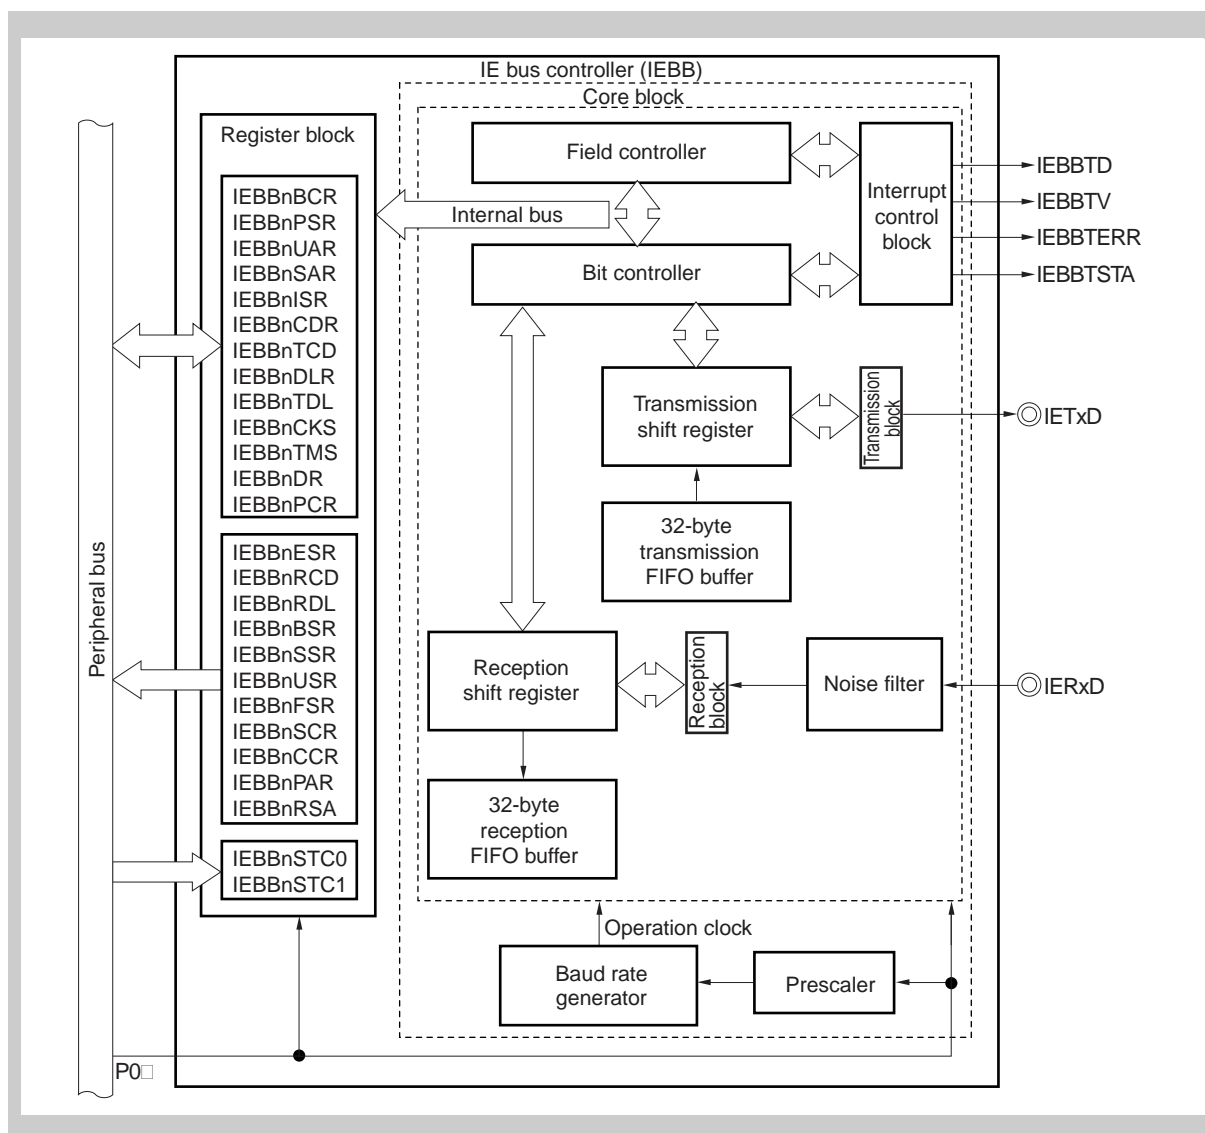 IE bus controller (IEBB)
Core block
Register block
Field controller
Interrupt
control
block
IEBBTD
IEBBTV
IEBBTERR
IEBBTSTA
IEBBnBCR
IEBBnPSR
IEBBnUAR
IEBBnSAR
IEBBnISR
IEBBnCDR
IEBBnTCD
IEBBnDLR
IEBBnTDL
IEBBnCKS
IEBBnTMS
IEBBnDR
IEBBnPCR
Internal bus
Bit controller
Transmission
shift register
Transmission
block
IETxD
32-byte
transmission
FIFO buffer
Peripheral bus
IEBBnESR
IEBBnRCD
IEBBnRDL
IEBBnBSR
IEBBnSSR
IEBBnUSR
IEBBnFSR
IEBBnSCR
IEBBnCCR
IEBBnPAR
IEBBnRSA
Reception
shift register
Reception
block
Noise filter
IERxD
32-byte
reception
FIFO buffer
IEBBnSTC0
IEBBnSTC1
Operation clock
Baud rate
generator
Prescaler
P0□